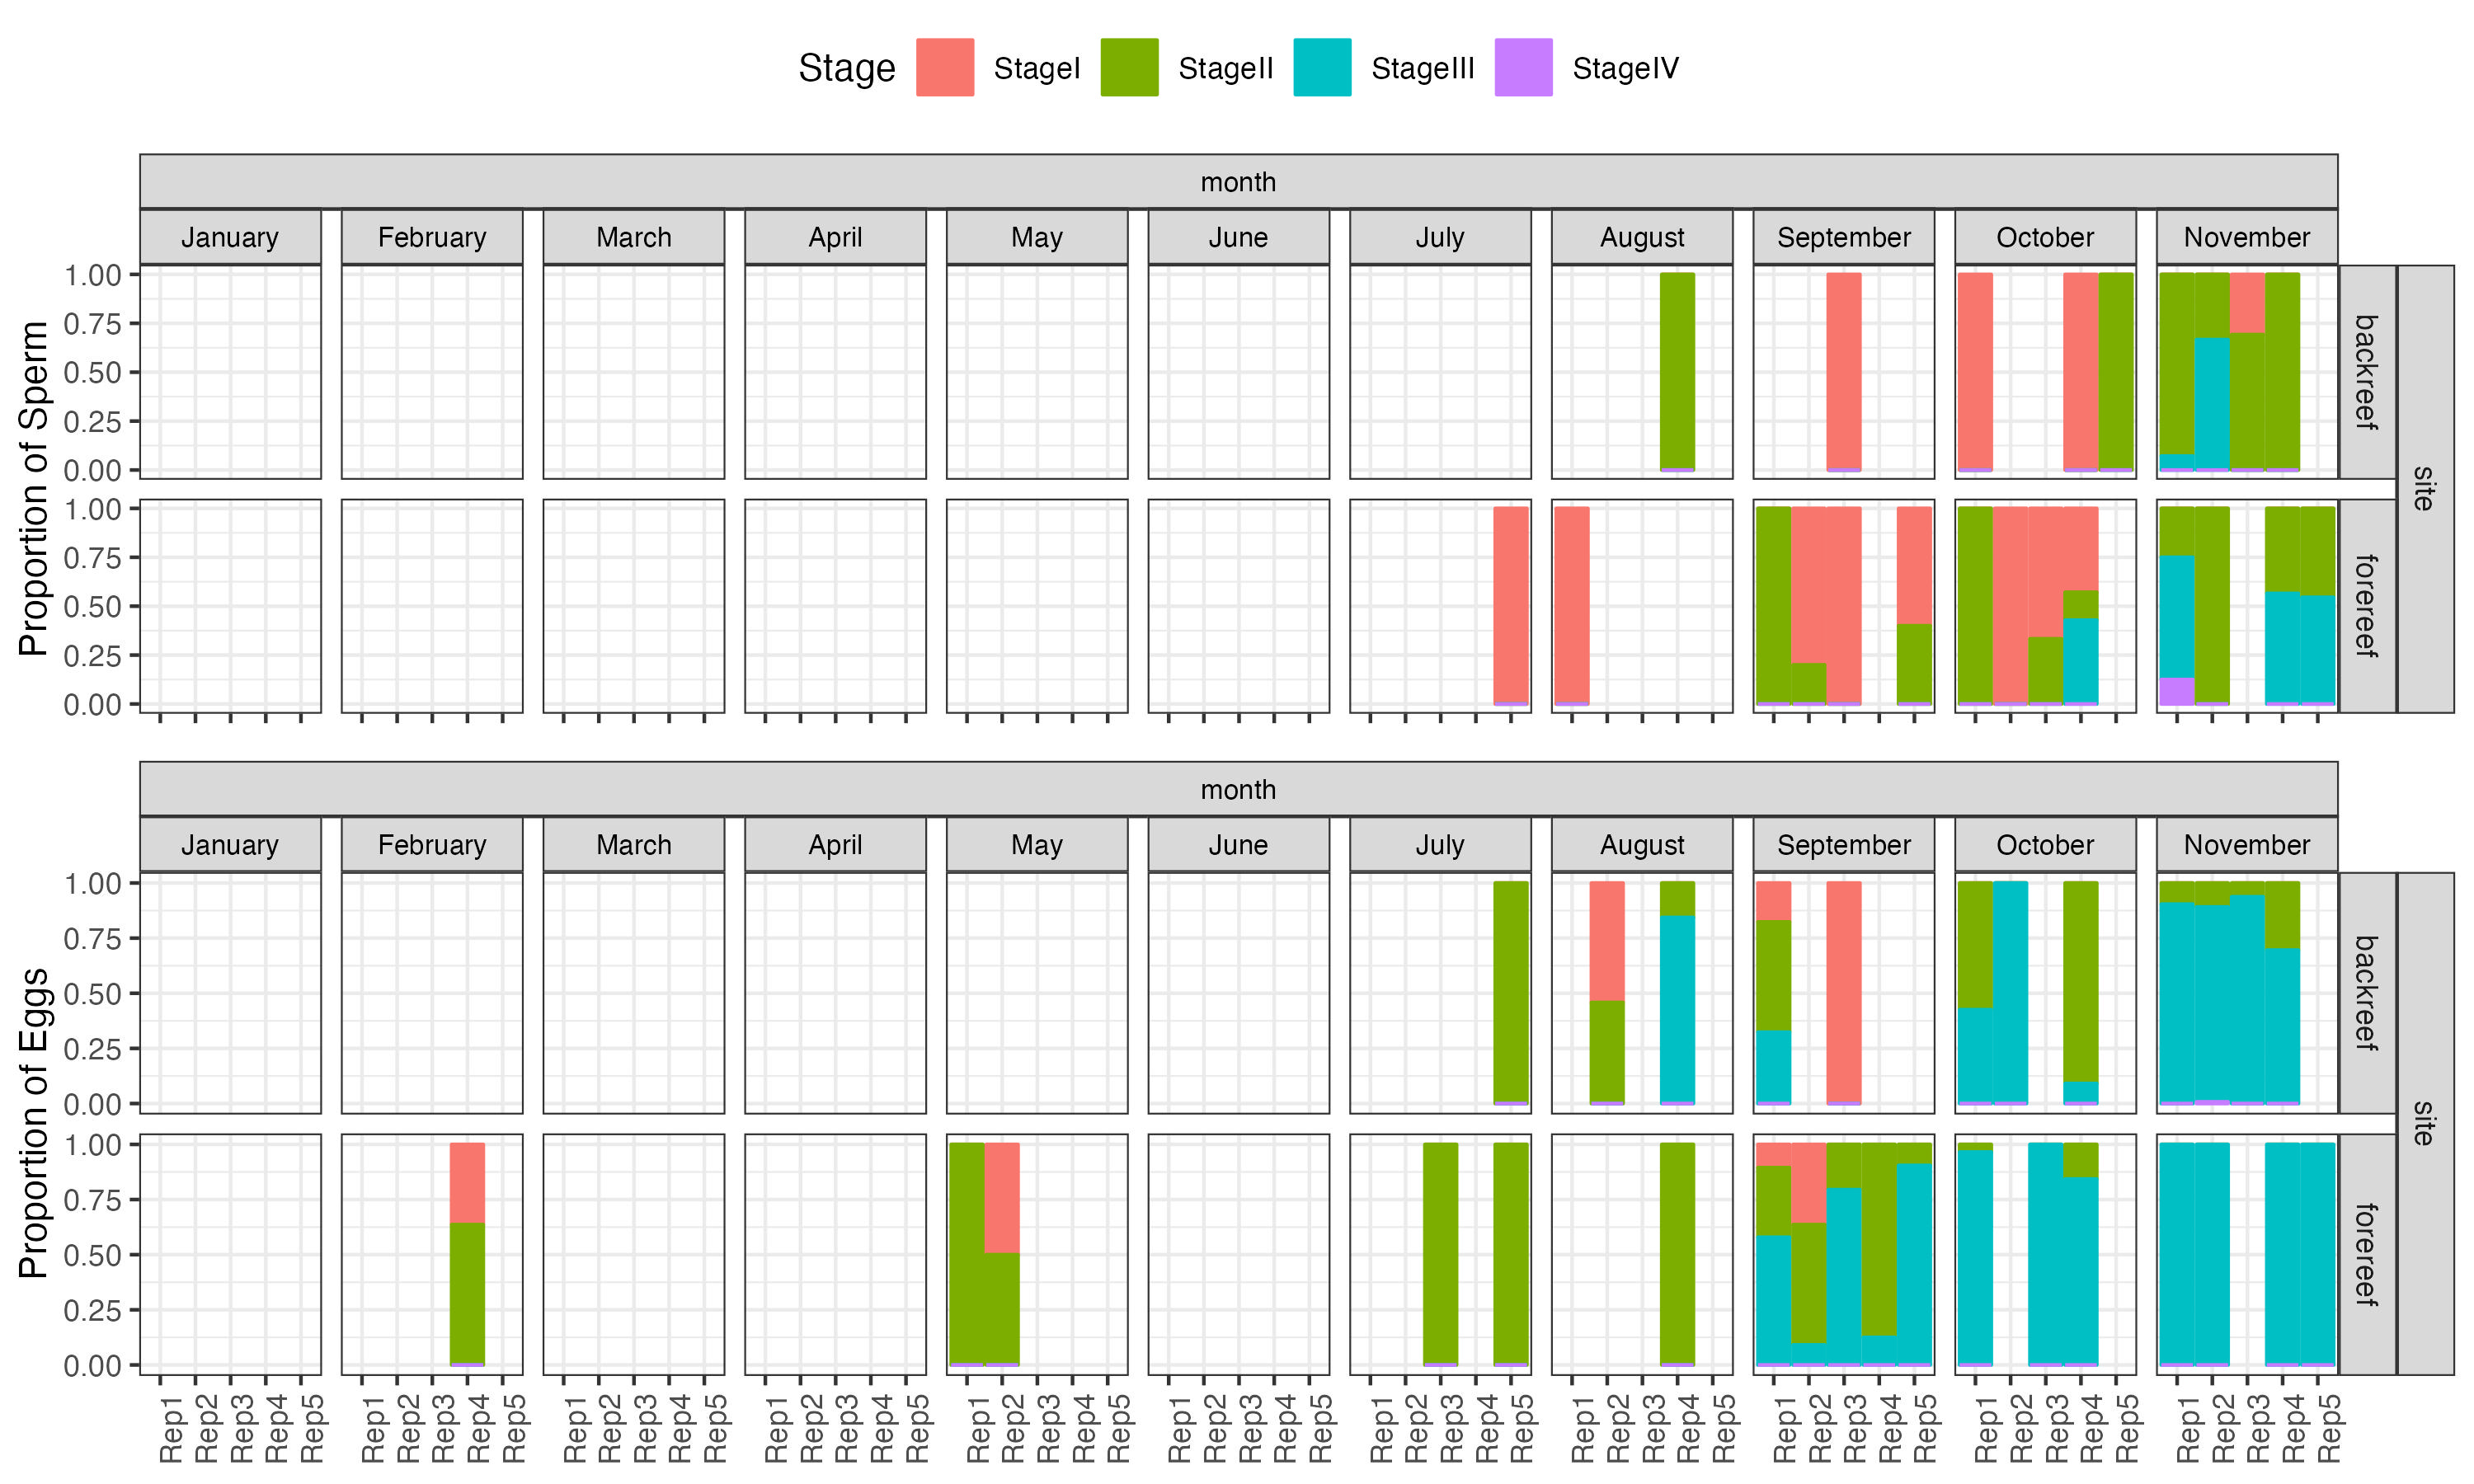 Stage StageI StageII StageIII StageIV
month
January February March April May June July August September October November
Proportion of Sperm
1.00
0.75
0.50
0.25
0.00
backreef
1.00
0.75
0.50
0.25
0.00
forereef
site
month
January February March April May June July August September October November
Proportion of Eggs
1.00
0.75
0.50
0.25
0.00
backreef
1.00
0.75
0.50
0.25
0.00
forereef
site
Rep1 Rep2 Rep3 Rep4 Rep5 Rep1 Rep2 Rep3 Rep4 Rep5 Rep1 Rep2 Rep3 Rep4 Rep5 Rep1 Rep2 Rep3 Rep4 Rep5 Rep1 Rep2 Rep3 Rep4 Rep5 Rep1 Rep2 Rep3 Rep4 Rep5 Rep1 Rep2 Rep3 Rep4 Rep5 Rep1 Rep2 Rep3 Rep4 Rep5 Rep1 Rep2 Rep3 Rep4 Rep5 Rep1 Rep2 Rep3 Rep4 Rep5 Rep1 Rep2 Rep3 Rep4 Rep5